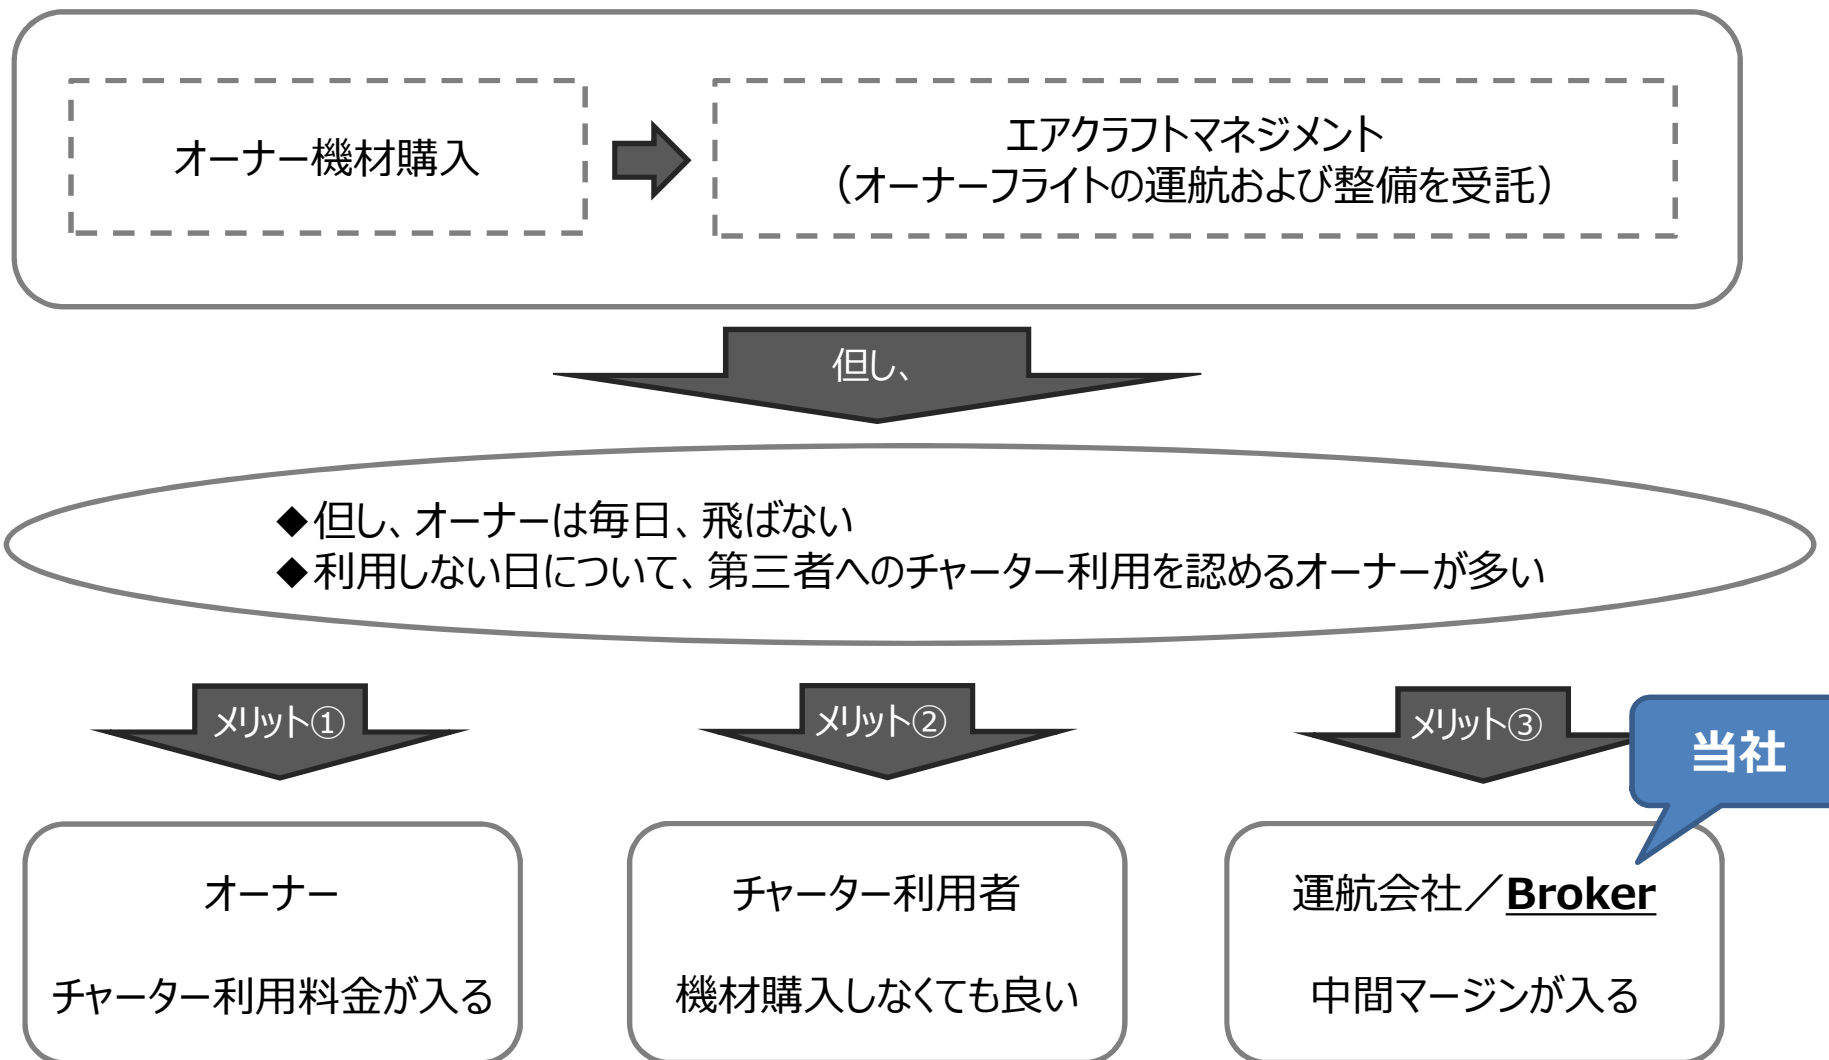 オーナー機材購入
エアクラフトマネジメント
（オーナーフライトの運航および整備を受託）
但し、
◆但し、オーナーは毎日、飛ばない
◆利用しない日について、第三者へのチャーター利用を認めるオーナーが多い
メリット①
メリット②
メリット③
当社
オーナー
チャーター利用料金が入る
チャーター利用者
機材購入しなくても良い
運航会社／Broker
中間マージンが入る